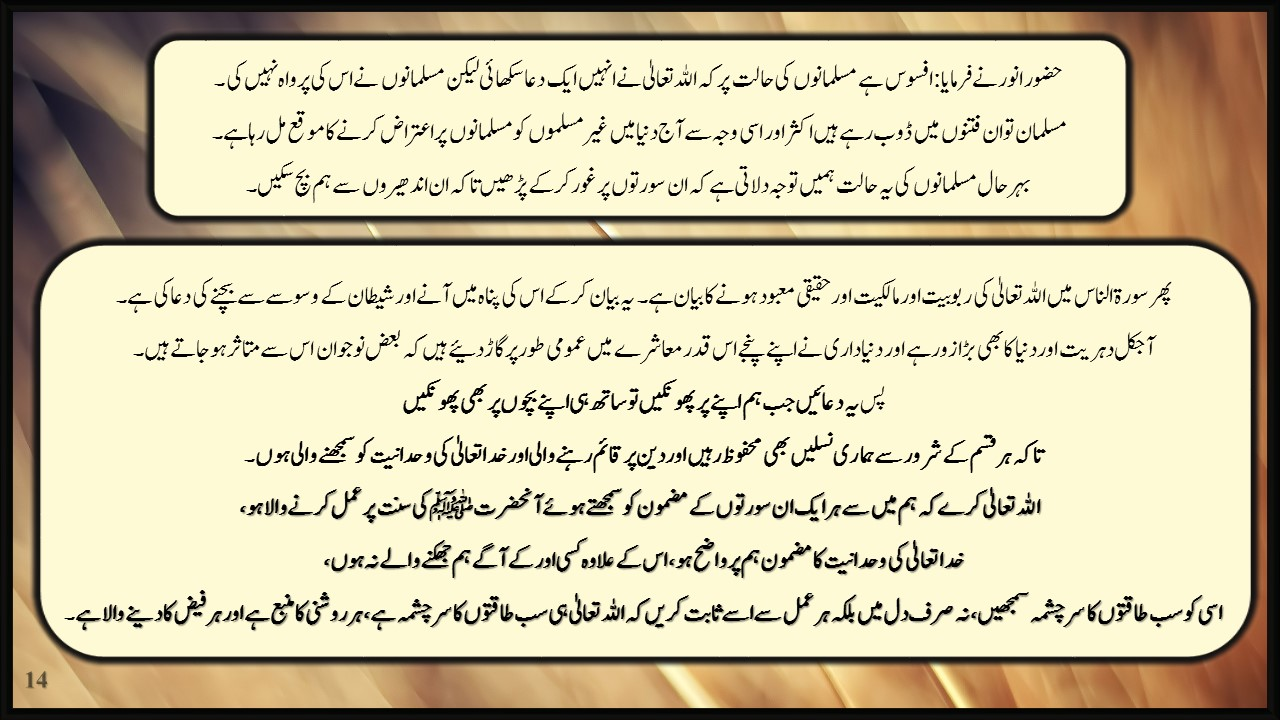 حضور انور نے فرمایا: افسوس ہے مسلمانوں کی حالت پر کہ اللہ تعالیٰ نے انہیں ایک دعا سکھائی لیکن مسلمانوں نے اس کی پرواہ نہیں کی۔
مسلمان تو ان فتنوں میں ڈوب رہے ہیں اکثر اور اسی وجہ سے آج دنیا میں غیر مسلموں کو مسلمانوں پر اعتراض کرنے کا موقع مل رہا ہے۔
بہر حال مسلمانوں کی یہ حالت ہمیں توجہ دلاتی ہے کہ ان سورتوں پر غور کر کے پڑھیں تا کہ ان اندھیروں سے ہم بچ سکیں۔
پھر سورۃ الناس میں اللہ تعالیٰ کی ربوبیت اور مالکیت اور حقیقی معبود ہونے کا بیان ہے۔ یہ بیان کر کے اس کی پناہ میں آنے اور شیطان کے وسوسے سے بچنے کی دعا کی ہے۔
آجکل دہریت اور دنیا کا بھی بڑا زور ہے اور دنیاداری نے اپنے پنجے اس قدر معاشرے میں عمومی طور پر گاڑ دیئے ہیں کہ بعض نوجوان اس سے متاثر ہو جاتے ہیں۔
پس یہ دعائیں جب ہم اپنے پر پھونکیں تو ساتھ ہی اپنے بچوں پر بھی پھونکیں
تا کہ ہر قسم کے شرور سے ہماری نسلیں بھی محفوظ رہیں اور دین پر قائم رہنے والی اور خدا تعالیٰ کی وحدانیت کو سمجھنے والی ہوں۔
اللہ تعالیٰ کرے کہ ہم میں سے ہر ایک ان سورتوں کے مضمون کو سمجھتے ہوئے آنحضرت ﷺ کی سنت پر عمل کرنے والا ہو،
خدا تعالیٰ کی وحدانیت کا مضمون ہم پر واضح ہو، اس کے علاوہ کسی اور کے آگے ہم جھکنے والے نہ ہوں،
اسی کو سب طاقتوں کا سرچشمہ سمجھیں، نہ صرف دل میں بلکہ ہر عمل سے اسے ثابت کریں کہ اللہ تعالیٰ ہی سب طاقتوں کا سرچشمہ ہے، ہر روشنی کا منبع ہے اور ہر فیض کا دینے والا ہے۔
14